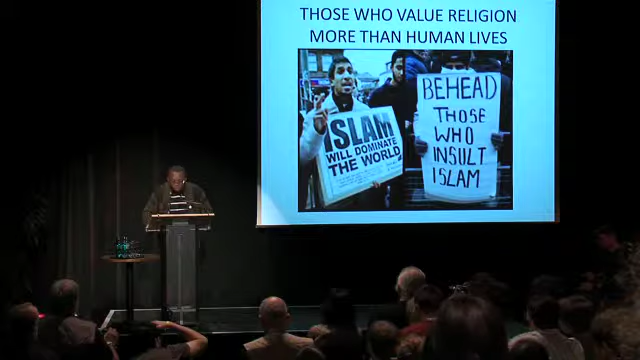 THOSE WHO VALUE RELIGION
MORE THAN HUMAN LIVES
ISLAM
WILL DOMINATE
THE WORLD
BEHEAD
THOSE
WHO
INSULT
ISLAM